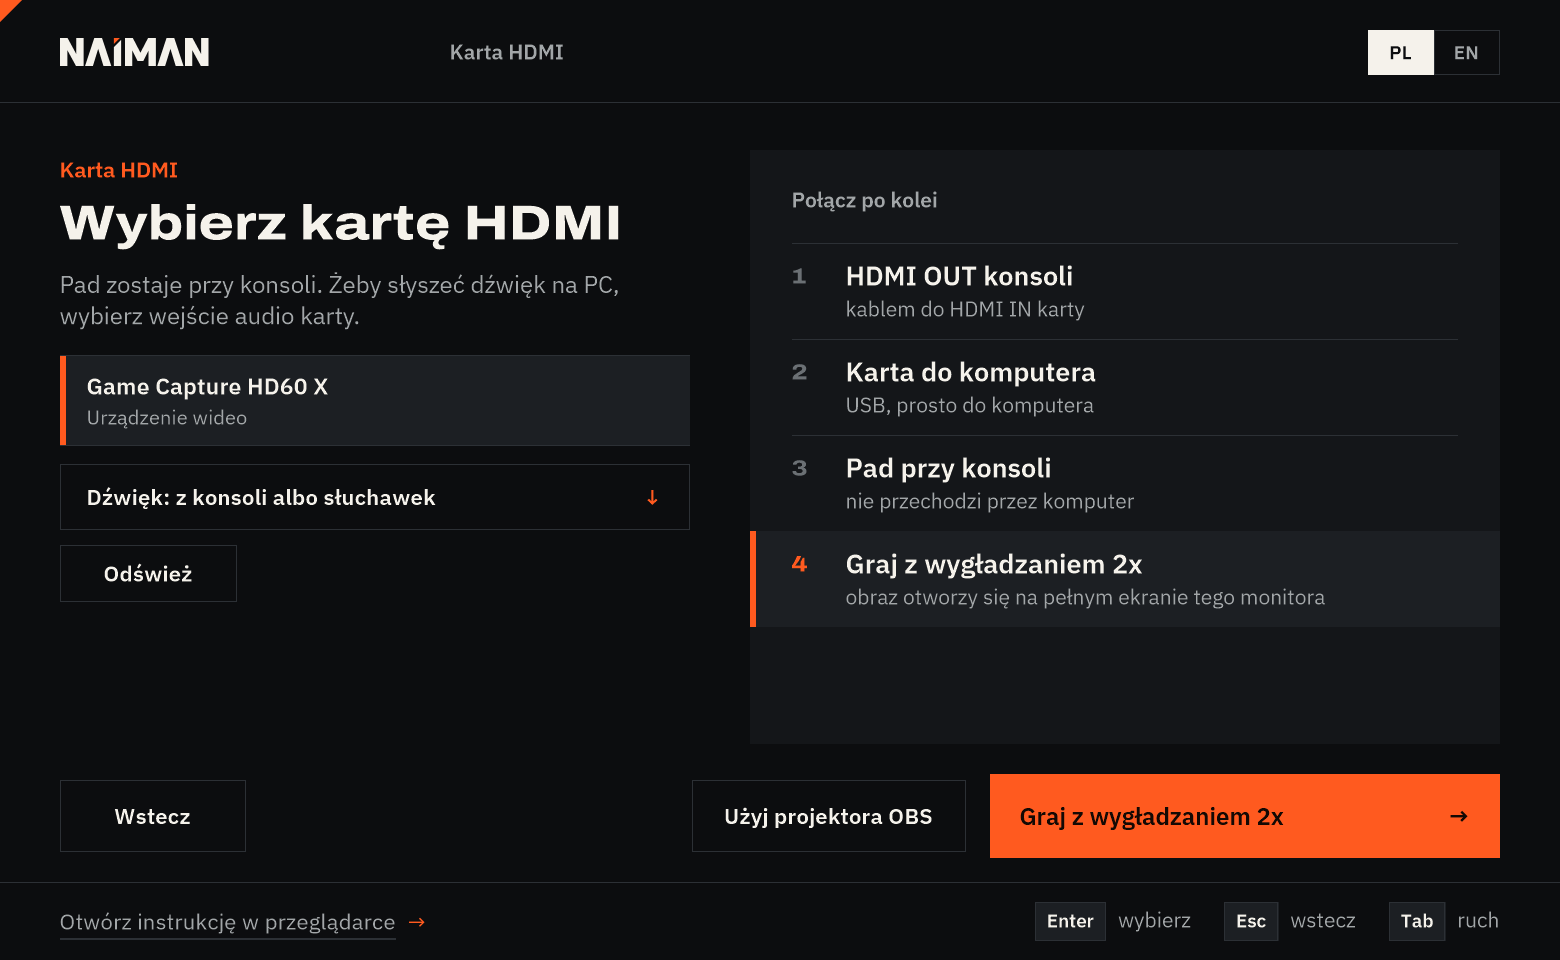 NAIMAN
Karta HDMI
PL
EN
Karta HDMI
Wybierz kartę HDMI
Pad zostaje przy konsoli. Żeby słyszeć dźwięk na PC,
wybierz wejście audio karty.
Game Capture HD60 X
Urządzenie wideo
Dźwięk: z konsoli albo słuchawek ↓
Odśwież
Połącz po kolei
1 HDMI OUT konsoli
kablem do HDMI IN karty
2 Karta do komputera
USB, prosto do komputera
3 Pad przy konsoli
nie przechodzi przez komputer
4 Graj z wygładzaniem 2x
obraz otworzy się na pełnym ekranie tego monitora
Wstecz
Użyj projektora OBS
Graj z wygładzaniem 2x →
Otwórz instrukcję w przeglądarce →
Enter wybierz
Esc wstecz
Tab ruch